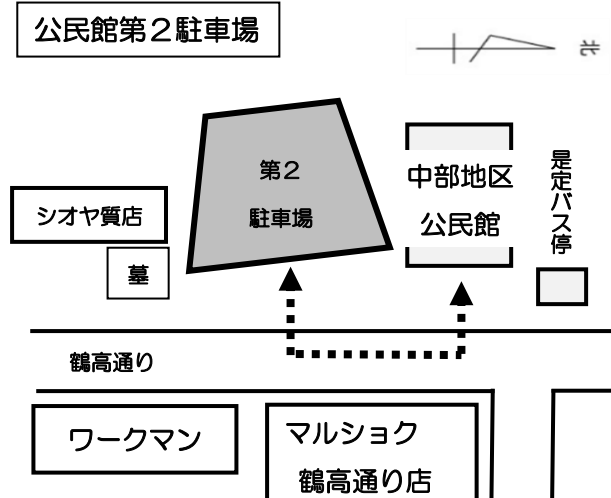 公民館第2駐車場
北
第2
駐車場
中部地区
公民館
是定バス停
シオヤ質店
墓
鶴高通り
ワークマン
マルショク
鶴高通り店